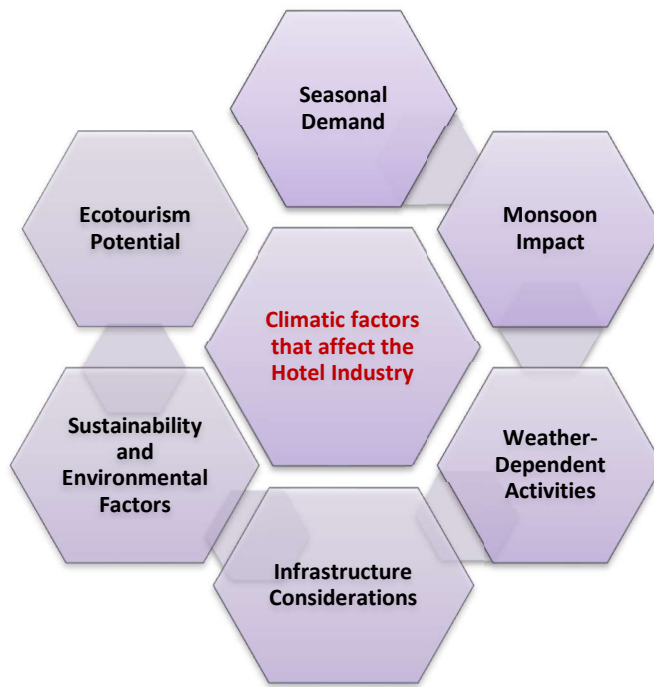 Seasonal
Demand
Monsoon
Impact
Weather-
Dependent
Activities
Infrastructure
Considerations
Sustainability
and
Environmental
Factors
Ecotourism
Potential
Climatic factors
that affect the
Hotel Industry